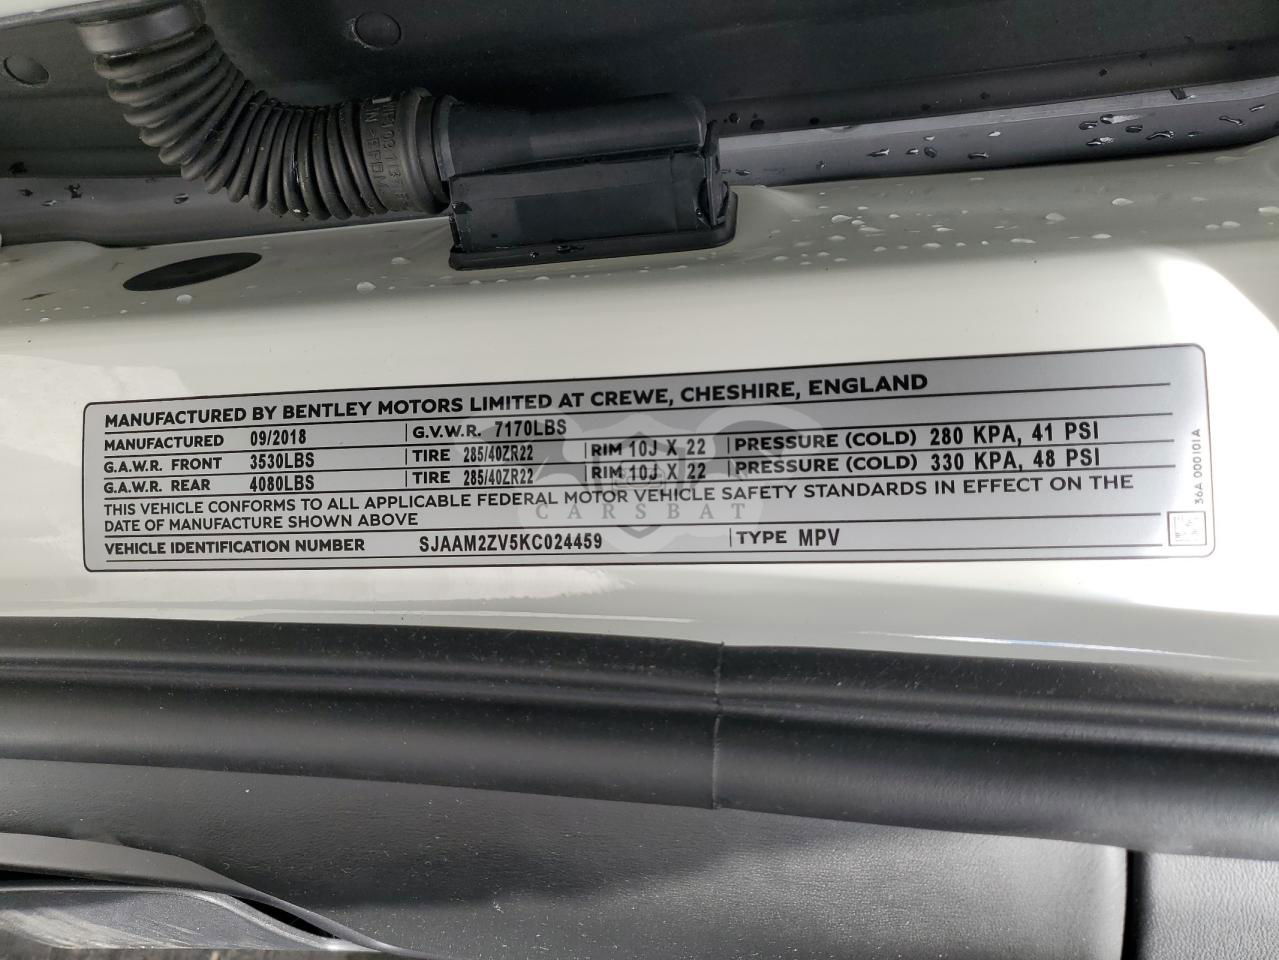 MANUFACTURED BY BENTLEY MOTORS LIMITED AT CREWE, CHESHIRE, ENGLAND
MANUFACTURED 09/2018 G.V.W.R. 7170LBS
G.A.W.R. FRONT 3530LBS TIRE 285/40ZR22 RIM 10J X 22 PRESSURE (COLD) 280 KPA, 41 PSI
G.A.W.R. REAR 4080LBS TIRE 285/40ZR22 RIM 10J X 22 PRESSURE (COLD) 330 KPA, 48 PSI
THIS VEHICLE CONFORMS TO ALL APPLICABLE FEDERAL MOTOR VEHICLE SAFETY STANDARDS IN EFFECT ON THE
DATE OF MANUFACTURE SHOWN ABOVE
VEHICLE IDENTIFICATION NUMBER SJAAM2ZV5KC024459 TYPE MPV
36A 000101A
CARSBAT